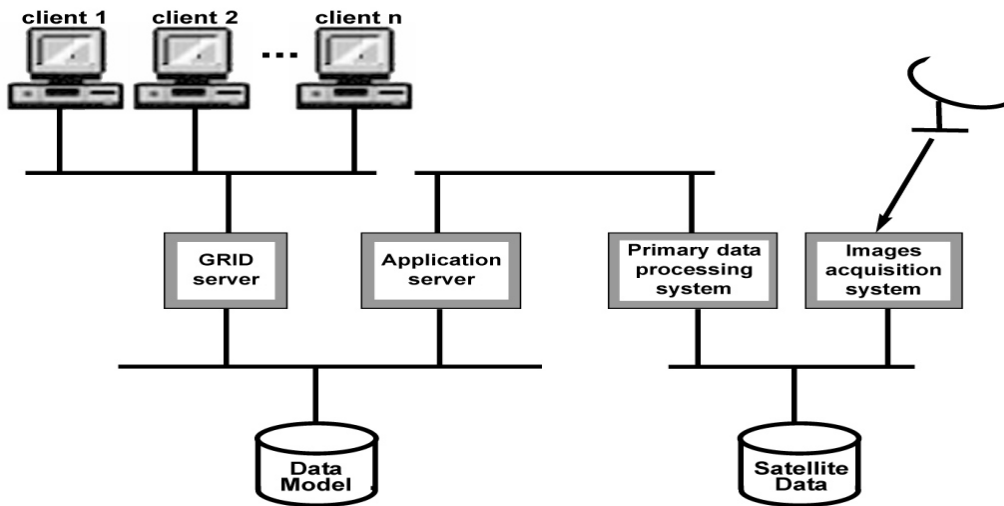 client 1
client 2
...
client n
GRID
server
Application
server
Primary data
processing
system
Images
acquisition
system
Data
Model
Satellite
Data